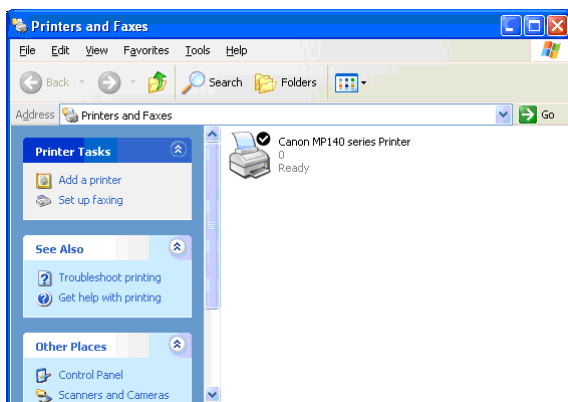 Printers and Faxes
File Edit View Favorites Tools Help
Back Search Folders
Address Printers and Faxes Go
Printer Tasks
Add a printer
Set up faxing
See Also
Troubleshoot printing
Get help with printing
Other Places
Control Panel
Scanners and Cameras
Canon MP140 series Printer
0
Ready